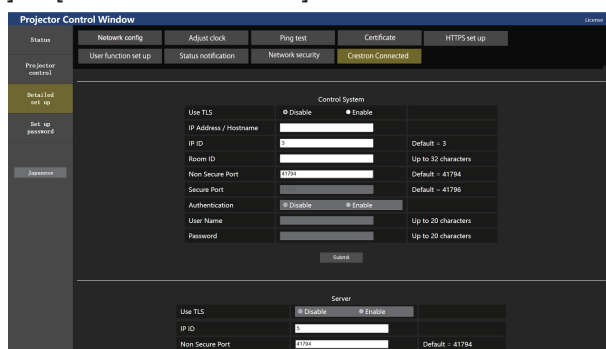 Projector Control Window
License
Status
Netowrk config
Adjust clock
Ping test
Certificate
HTTPS set up
User function set up
Status notification
Network security
Crestron Connected
Projector
control
Detailed
set up
Set up
password
Japanese
Control System
Use TLS
Disable
Enable
IP Address / Hostname
IP ID
3
Default = 3
Room ID
Up to 32 characters
Non Secure Port
41794
Default = 41794
Secure Port
Default = 41796
Authentication
Disable
Enable
User Name
Up to 20 characters
Password
Up to 20 characters
Submit
Server
Use TLS
Disable
Enable
IP ID
5
Non Secure Port
41794
Default = 41794